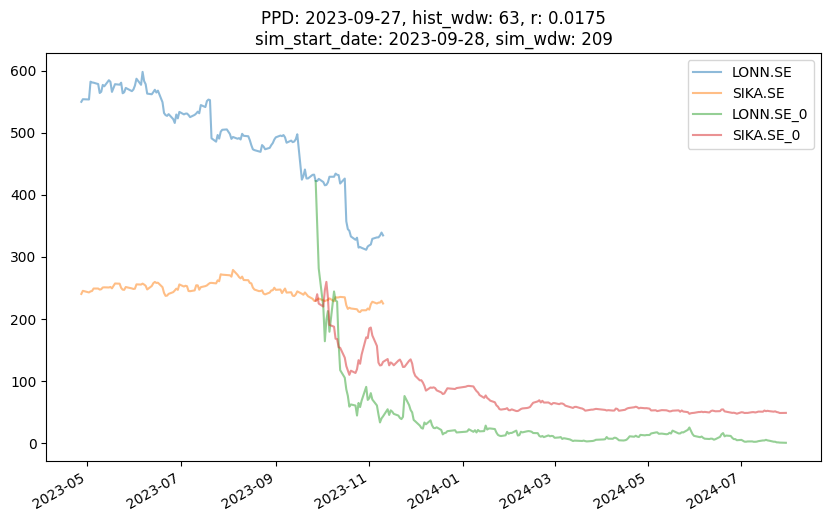 PPD: 2023-09-27, hist_wdw: 63, r: 0.0175
sim_start_date: 2023-09-28, sim_wdw: 209
LONN.SE
SIKA.SE
LONN.SE_0
SIKA.SE_0
600
500
400
300
200
100
0
2023-05
2023-07
2023-09
2023-11
2024-01
2024-03
2024-05
2024-07